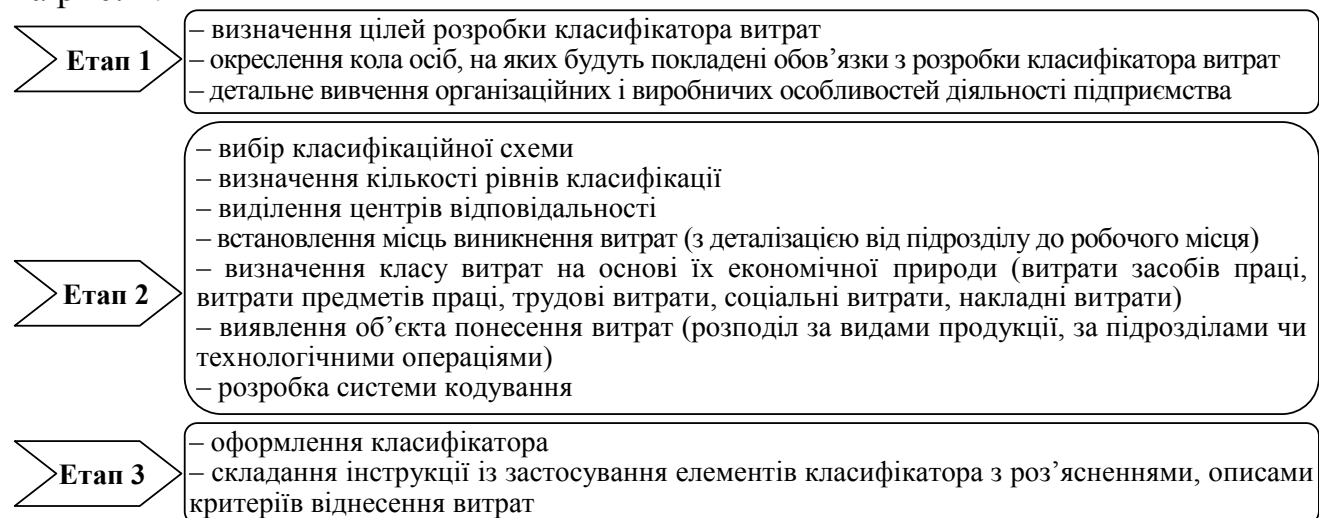 Етап 1
– визначення цілей розробки класифікатора витрат
– окреслення кола осіб, на яких будуть покладені обов’язки з розробки класифікатора витрат
– детальне вивчення організаційних і виробничих особливостей діяльності підприємства
Етап 2
– вибір класифікаційної схеми
– визначення кількості рівнів класифікації
– виділення центрів відповідальності
– встановлення місць виникнення витрат (з деталізацією від підрозділу до робочого місця)
– визначення класу витрат на основі їх економічної природи (витрати засобів праці,
витрати предметів праці, трудові витрати, соціальні витрати, накладні витрати)
– виявлення об’єкта понесення витрат (розподіл за видами продукції, за підрозділами чи
технологічними операціями)
– розробка системи кодування
Етап 3
– оформлення класифікатора
– складання інструкції із застосування елементів класифікатора з роз’ясненнями, описами
критеріїв віднесення витрат